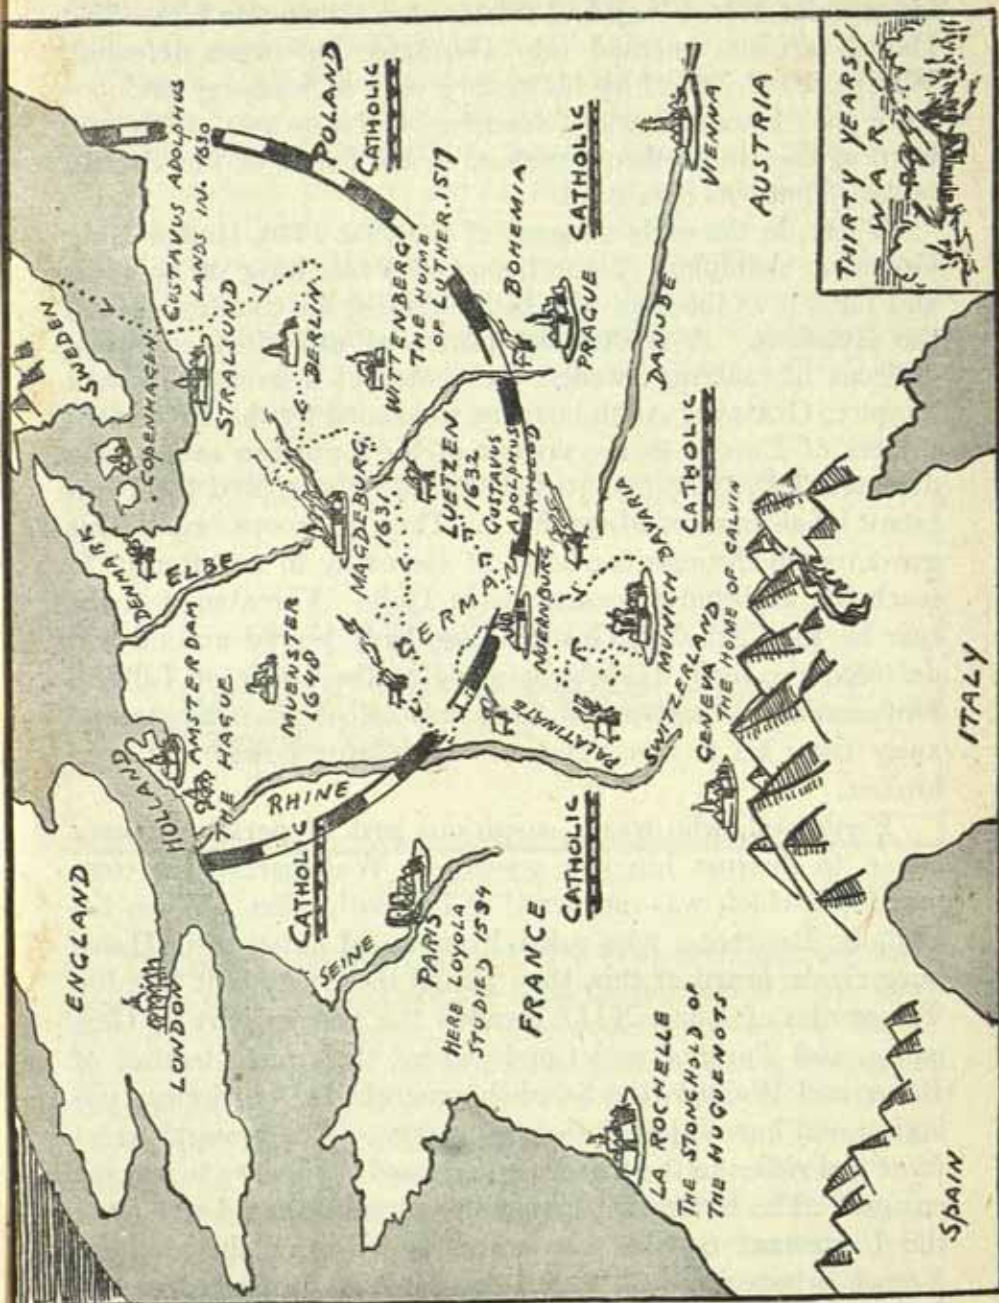 ENGLAND
LONDON
HOLLAND
AMSTERDAM
THE HAGUE
DENMARK
ELBE
COPENHAGEN
SWEDEN
GUSTAVUS ADOLPHUS
LANDS IN 1630
STRALSUND
BERLIN
POLAND
CATHOLIC
RHINE
MUENSTER
1648
MAGDEBURG
1631
WITTENBERG
THE HOME
OF LUTHER, 1517
CATHOLIC
SEINE
PARIS
HERE LOYOLA
STUDIED 1534
GERMANY
LUETZEN
1632
GUSTAVUS
ADOLPHUS
KILLED
BOHEMIA
PRAGUE
CATHOLIC
NUERNBURG
PALATINATE
FRANCE
CATHOLIC
SWITZERLAND
MUNICH
BAVARIA
DANUBE
VIENNA
AUSTRIA
LA ROCHELLE
THE STONGHOLD OF
THE HUGUENOTS
GENEVA
THE HOME OF CALVIN
CATHOLIC
SPAIN
ITALY
THIRTY YEARS
WAR